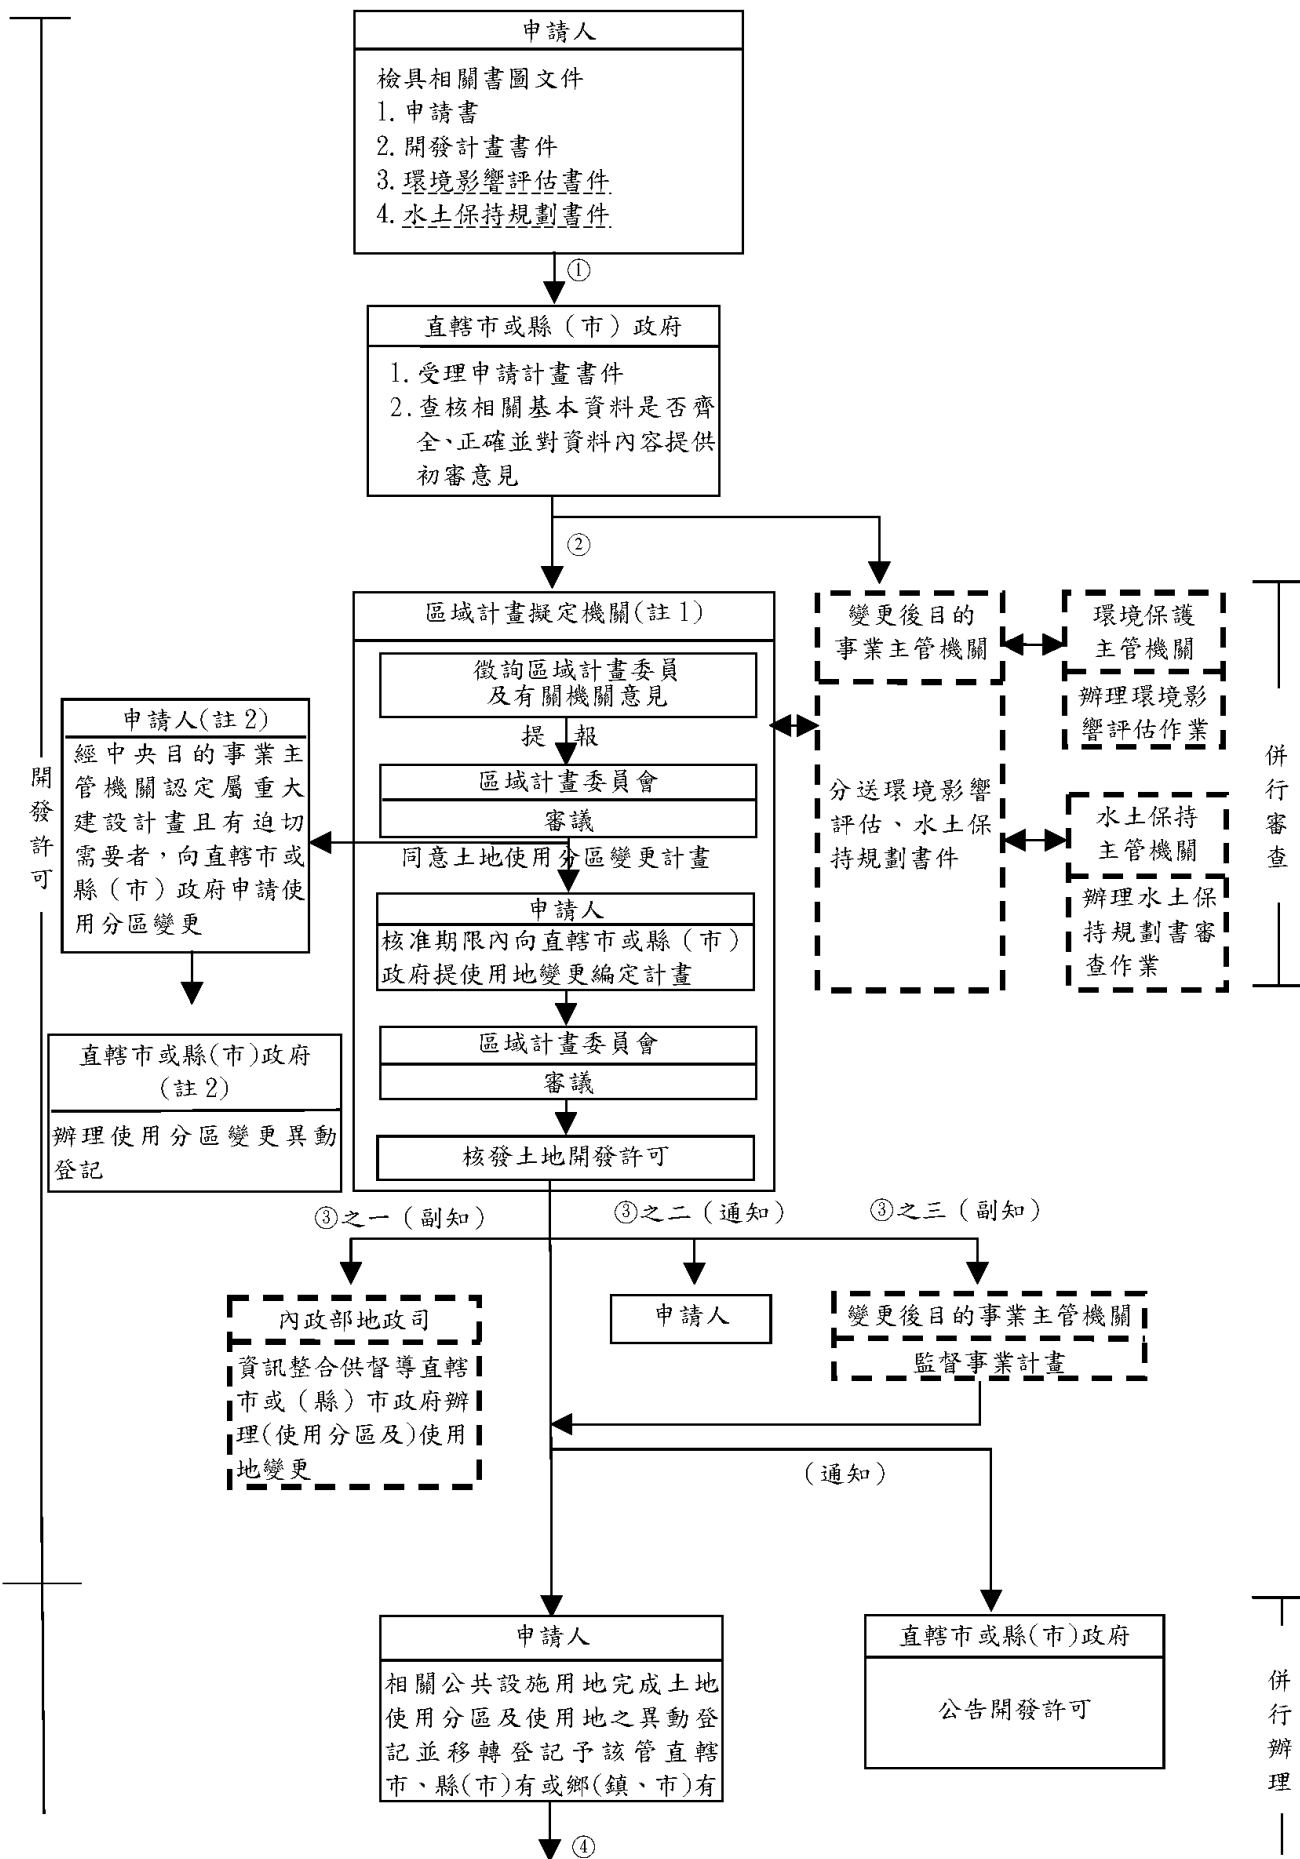 申請人
檢具相關書圖文件
1.申請書
2.開發計畫書件
3.環境影響評估書件
4.水土保持規劃書件
①
直轄市或縣（市）政府
1.受理申請計畫書件
2.查核相關基本資料是否齊
全、正確並對資料內容提供
初審意見
②
區域計畫擬定機關(註1)
徵詢區域計畫委員
及有關機關意見
提報
區域計畫委員會
審議
同意土地使用分區變更計畫
申請人
核准期限內向直轄市或縣（市）
政府提使用地變更編定計畫
區域計畫委員會
審議
核發土地開發許可
變更後目的
事業主管機關
分送環境影響
評估、水土保
持規劃書件
環境保護
主管機關
辦理環境影
響評估作業
水土保持
主管機關
辦理水土保
持規劃書審
查作業
併行審查
開發許可
申請人(註2)
經中央目的事業主
管機關認定屬重大
建設計畫且有迫切
需要者，向直轄市或
縣（市）政府申請使
用分區變更
直轄市或縣(市)政府
(註2)
辦理使用分區變更異動
登記
③之一（副知）
③之二（通知）
③之三（副知）
內政部地政司
資訊整合供督導直轄
市或（縣）市政府辦
理(使用分區及)使用
地變更
申請人
變更後目的事業主管機關
監督事業計畫
（通知）
申請人
相關公共設施用地完成土地
使用分區及使用地之異動登
記並移轉登記予該管直轄
市、縣(市)有或鄉(鎮、市)有
④
直轄市或縣(市)政府
公告開發許可
併行辦理